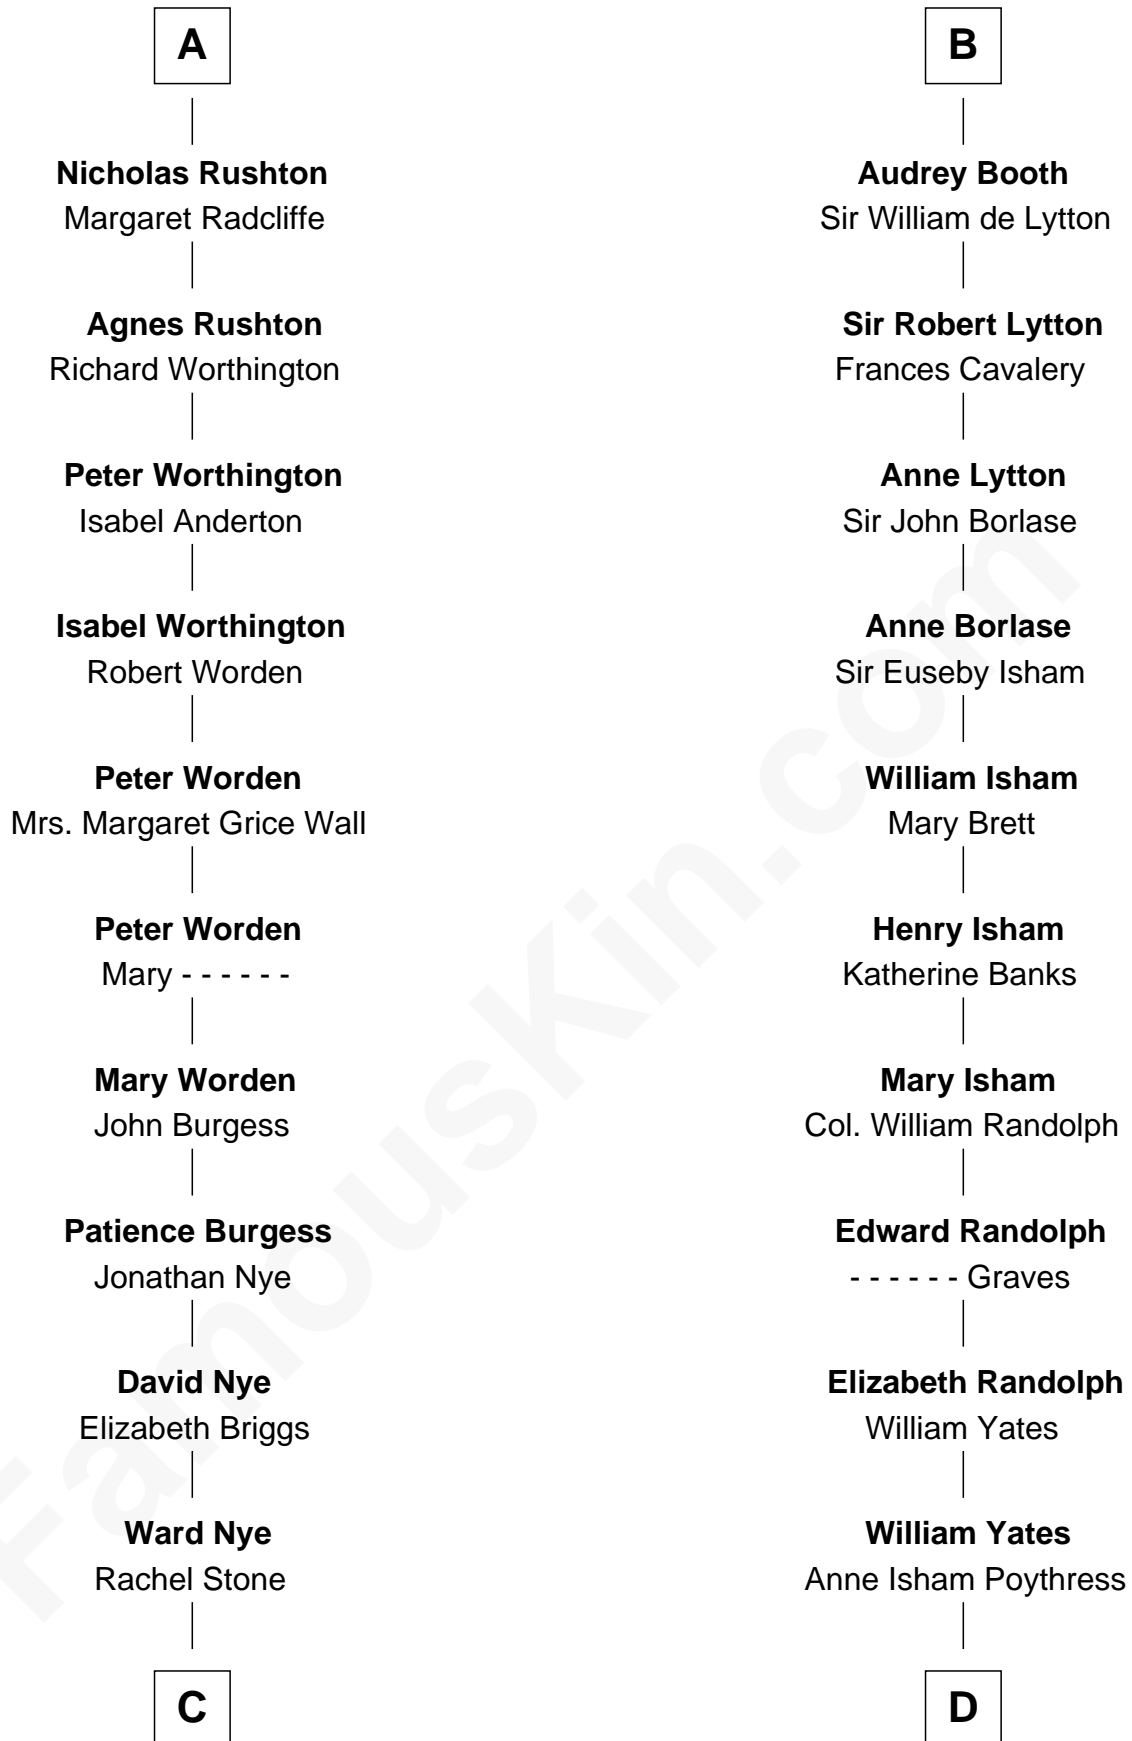 A
Nicholas Rushton
Margaret Radcliffe
Agnes Rushton
Richard Worthington
Peter Worthington
Isabel Anderton
Isabel Worthington
Robert Worden
Peter Worden
Mrs. Margaret Grice Wall
Peter Worden
Mary - - - - - -
Mary Worden
John Burgess
Patience Burgess
Jonathan Nye
David Nye
Elizabeth Briggs
Ward Nye
Rachel Stone
C
B
Audrey Booth
Sir William de Lytton
Sir Robert Lytton
Frances Cavalery
Anne Lytton
Sir John Borlase
Anne Borlase
Sir Euseby Isham
William Isham
Mary Brett
Henry Isham
Katherine Banks
Mary Isham
Col. William Randolph
Edward Randolph
- - - - - - Graves
Elizabeth Randolph
William Yates
William Yates
Anne Isham Poythress
D
FamousKin.com